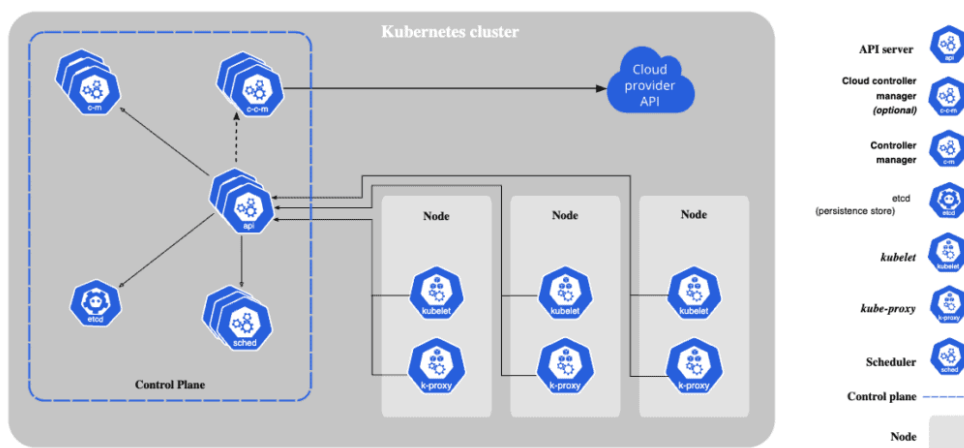 Kubernetes cluster
c-m
c-c-m
Cloud
provider
API
api
etcd
sched
Control Plane
Node
kubelet
k-proxy
Node
kubelet
k-proxy
Node
kubelet
k-proxy
API server
api
Cloud controller
manager
(optional)
c-c-m
Controller
manager
c-m
etcd
(persistence store)
etcd
kubelet
kubelet
kube-proxy
k-proxy
Scheduler
sched
Control plane
Node